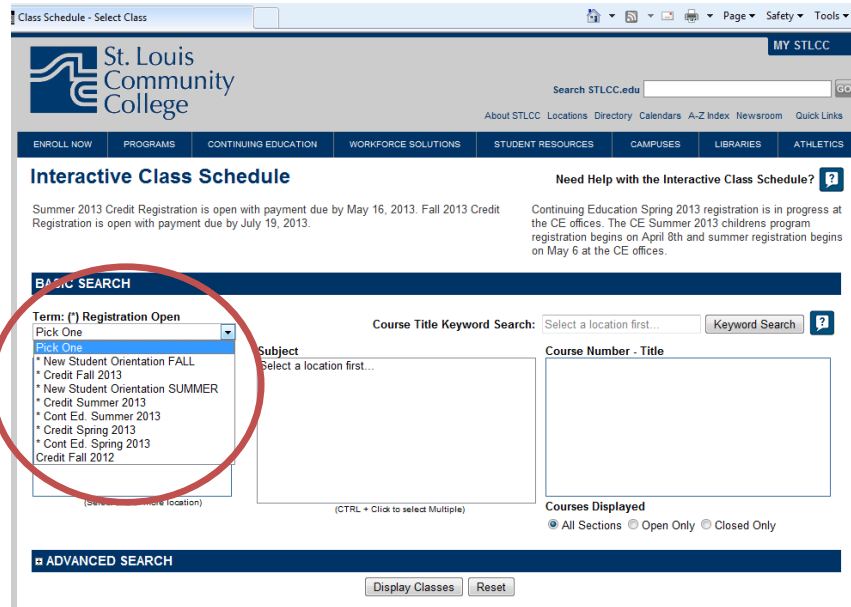 Class Schedule - Select Class
Page Safety Tools
MY STLCC
St. Louis
Community
College
Search STLCC.edu GO
About STLCC Locations Directory Calendars A-Z Index Newsroom Quick Links
ENROLL NOW PROGRAMS CONTINUING EDUCATION WORKFORCE SOLUTIONS STUDENT RESOURCES CAMPUSES LIBRARIES ATHLETICS
Interactive Class Schedule
Need Help with the Interactive Class Schedule? ?
Summer 2013 Credit Registration is open with payment due by May 16, 2013. Fall 2013 Credit
Registration is open with payment due by July 19, 2013.
Continuing Education Spring 2013 registration is in progress at
the CE offices. The CE Summer 2013 childrens program
registration begins on April 8th and summer registration begins
on May 6 at the CE offices.
BASIC SEARCH
Term: (*) Registration Open
Pick One
Course Title Keyword Search: Select a location first... Keyword Search ?
Pick One
* New Student Orientation FALL
* Credit Fall 2013
* New Student Orientation SUMMER
* Credit Summer 2013
* Cont Ed. Summer 2013
* Credit Spring 2013
* Cont Ed. Spring 2013
Credit Fall 2012
Subject
Select a location first...
Course Number - Title
location)
(CTRL + Click to select Multiple)
Courses Displayed
All Sections Open Only Closed Only
ADVANCED SEARCH
Display Classes Reset